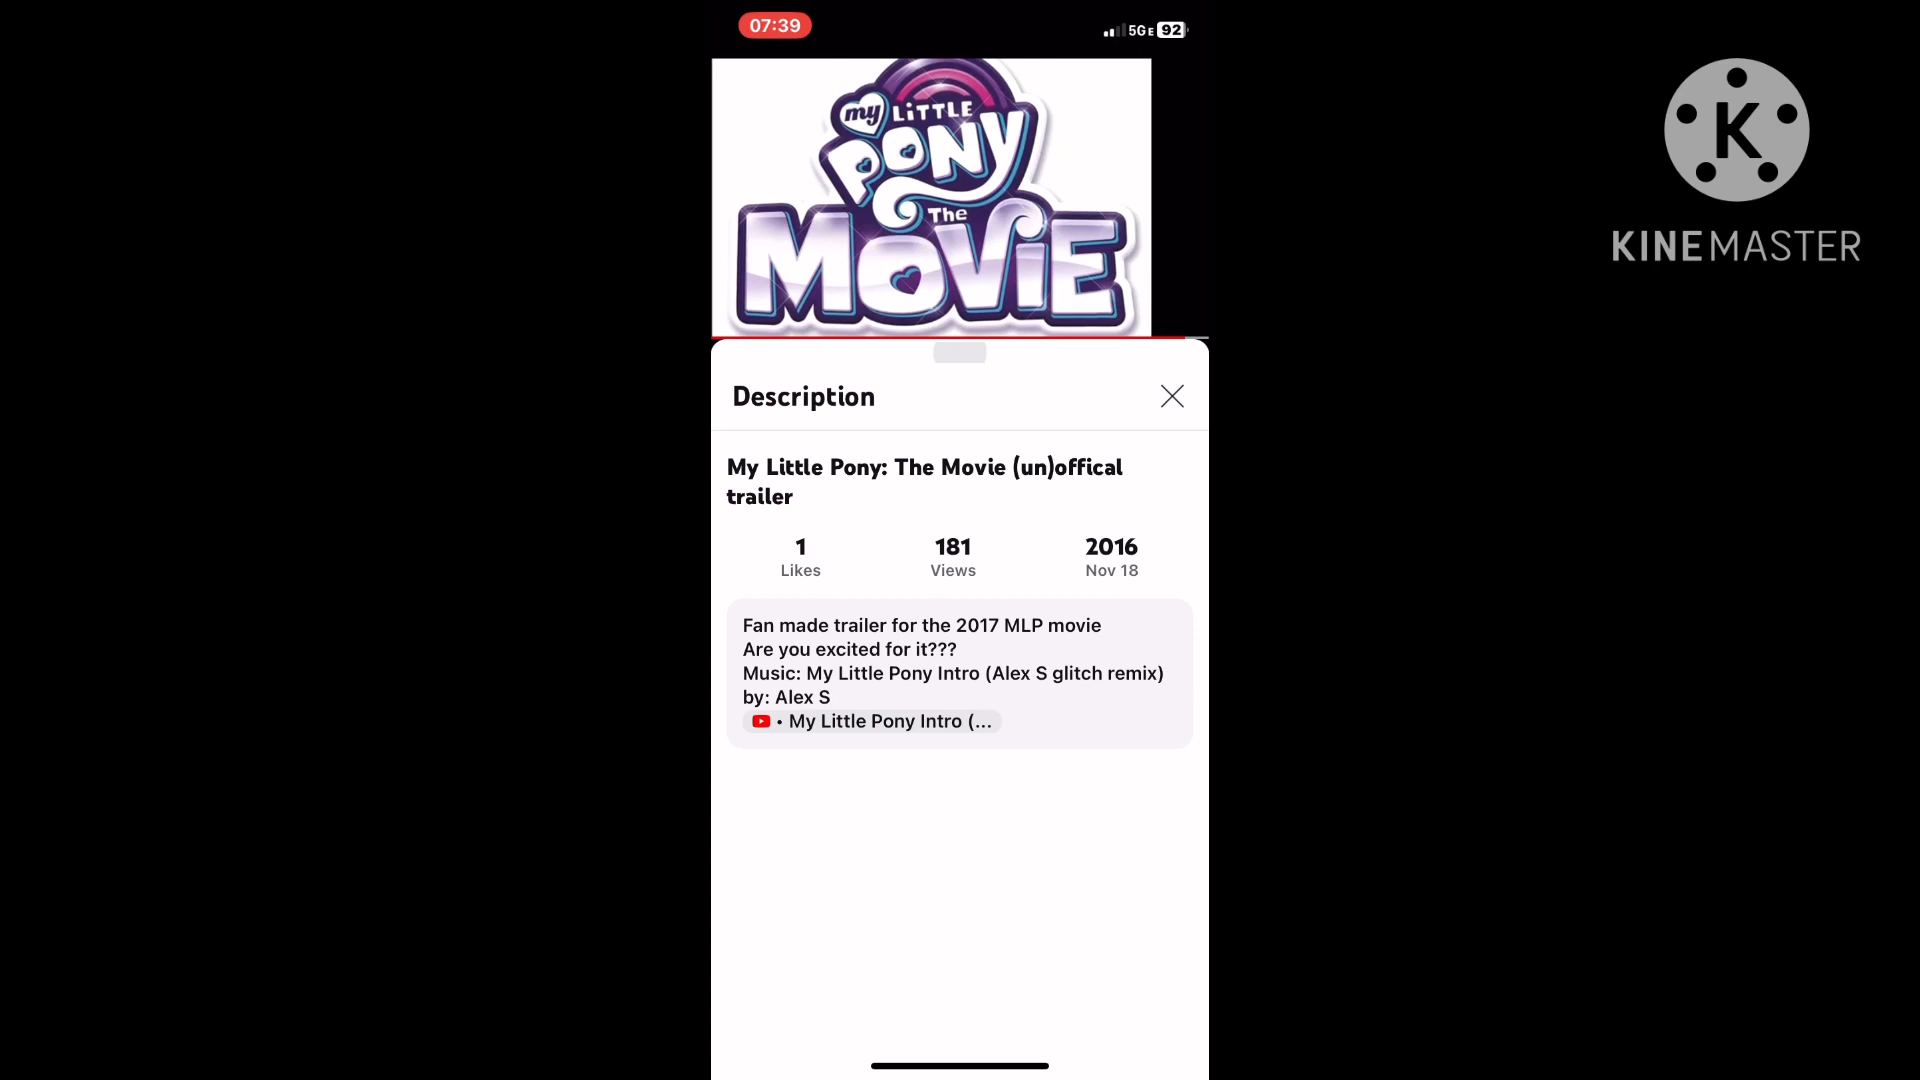 07:39
5GE 92
my LiTTLE
PONY
The
MOViE
K
KINEMASTER
Description
My Little Pony: The Movie (un)offical
trailer
1 181 2016
Likes Views Nov 18
Fan made trailer for the 2017 MLP movie
Are you excited for it???
Music: My Little Pony Intro (Alex S glitch remix)
by: Alex S
• My Little Pony Intro (...